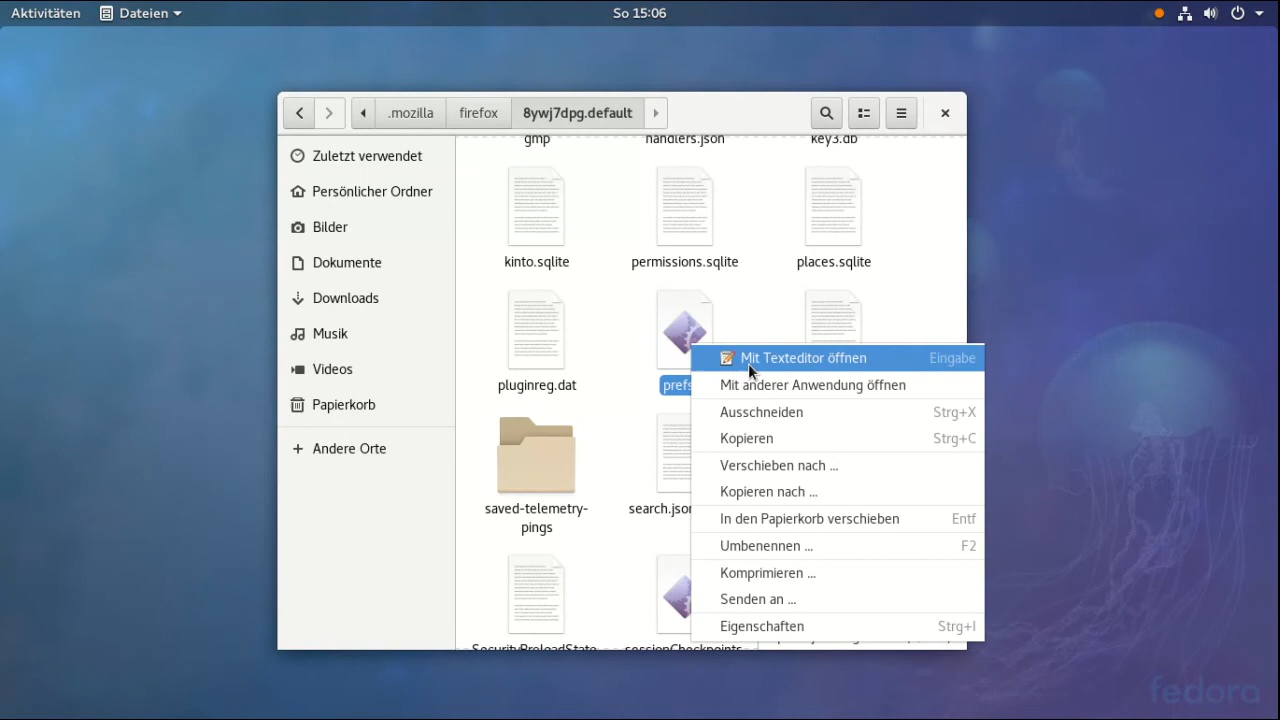 Aktivitäten
Dateien
So 15:06
.mozilla
firefox
8ywj7dpg.default
Zuletzt verwendet
Persönlicher Ordner
Bilder
Dokumente
Downloads
Musik
Videos
Papierkorb
Andere Orte
gmp
handlers.json
key3.db
kinto.sqlite
permissions.sqlite
places.sqlite
pluginreg.dat
prefs
saved-telemetry-
pings
search.json
SecurityPreloadState
sessionCheckpoints
Mit Texteditor öffnen Eingabe
Mit anderer Anwendung öffnen
Ausschneiden Strg+X
Kopieren Strg+C
Verschieben nach ...
Kopieren nach ...
In den Papierkorb verschieben Entf
Umbenennen ... F2
Komprimieren ...
Senden an ...
Eigenschaften Strg+I
fedora